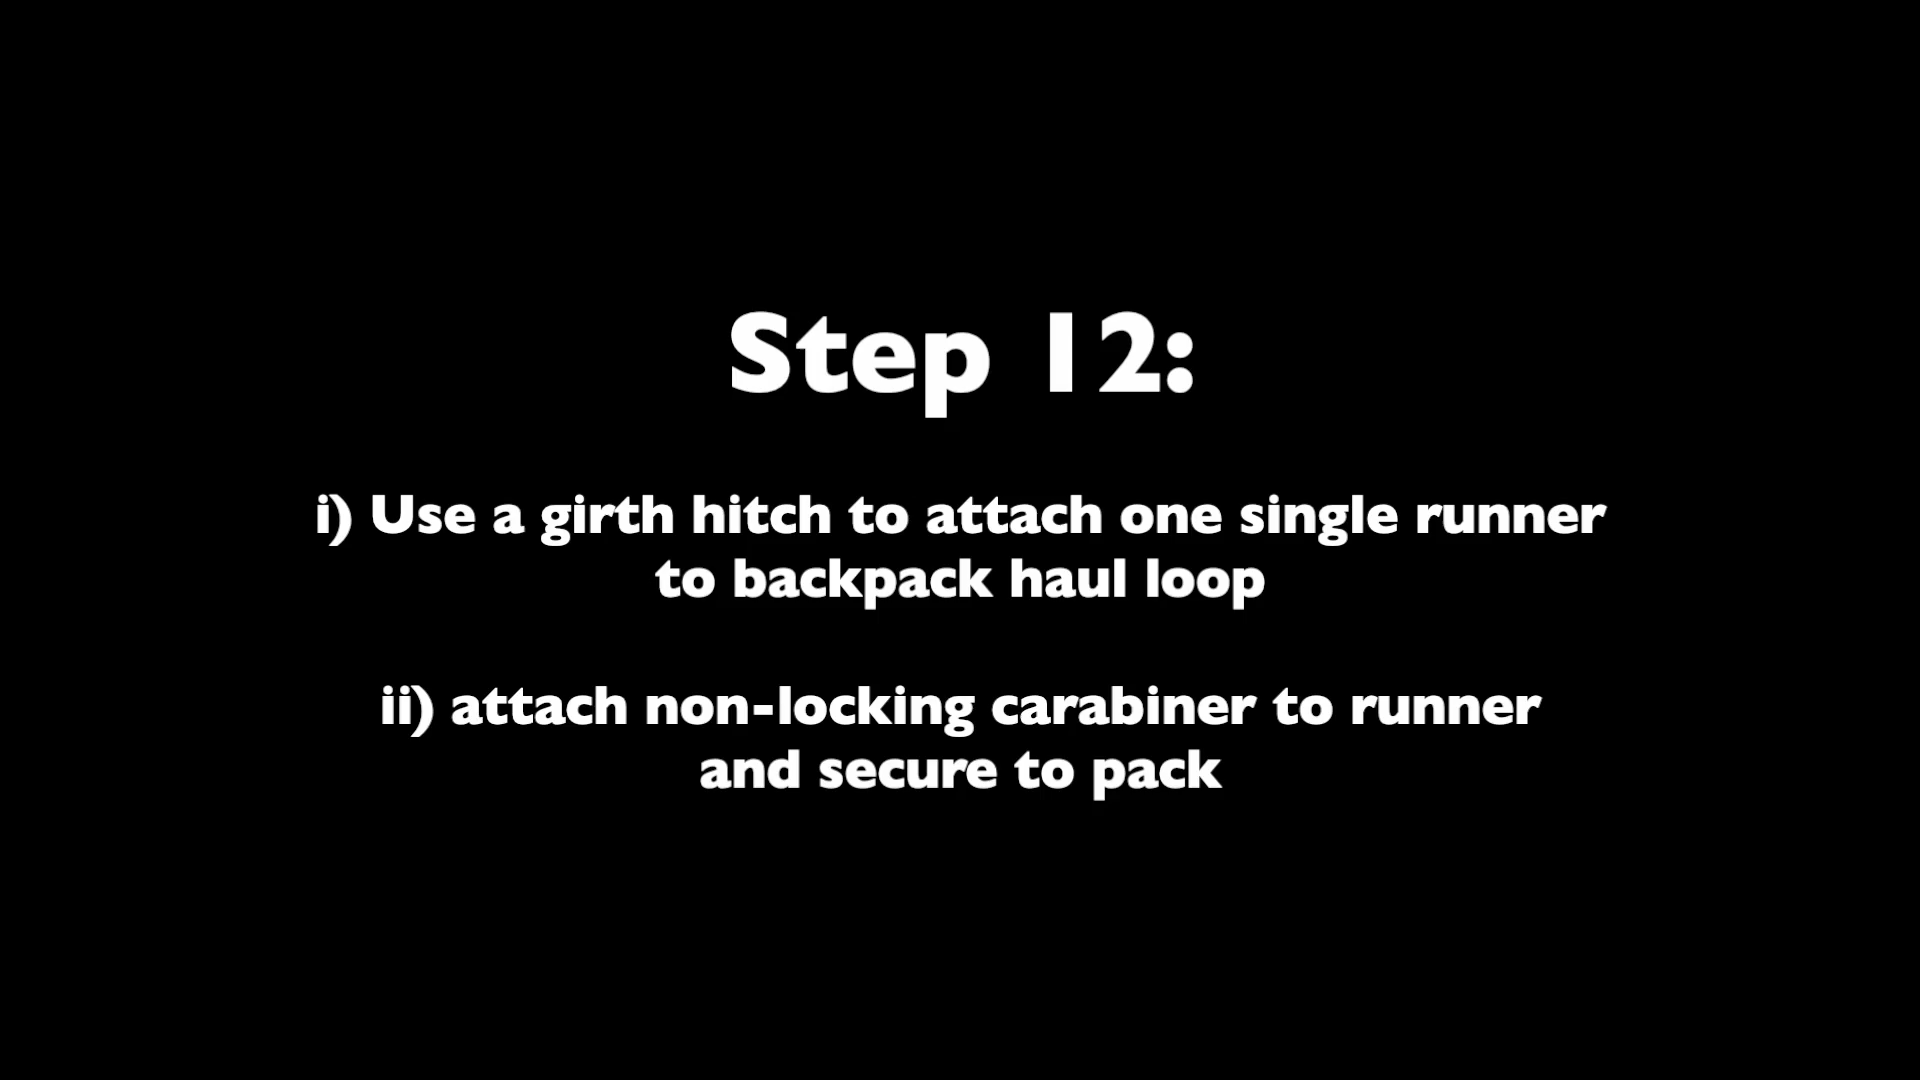 Step 12:
i) Use a girth hitch to attach one single runner
to backpack haul loop
ii) attach non-locking carabiner to runner
and secure to pack